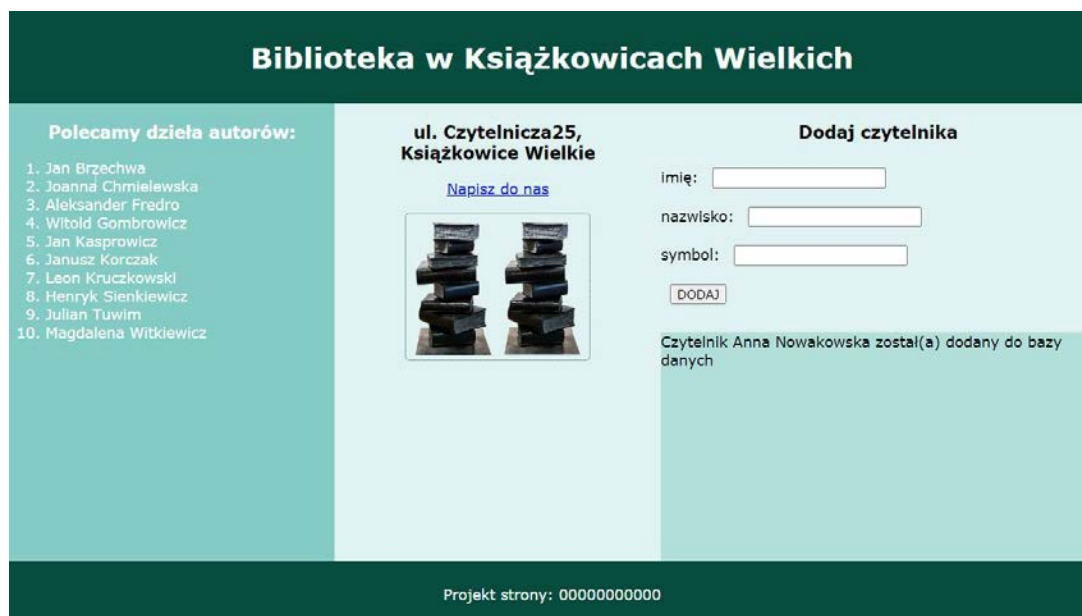 Biblioteka w Książkowicach Wielkich
Polecamy dzieła autorów:
1. Jan Brzechwa
2. Joanna Chmielewska
3. Aleksander Fredro
4. Witold Gombrowicz
5. Jan Kasprowicz
6. Janusz Korczak
7. Leon Kruczkowski
8. Henryk Sienkiewicz
9. Julian Tuwim
10. Magdalena Witkiewicz
ul. Czytelnicza25,
Książkowice Wielkie
Napisz do nas
Dodaj czytelnika
imię:
nazwisko:
symbol:
DODAJ
Czytelnik Anna Nowakowska został(a) dodany do bazy
danych
Projekt strony: 00000000000